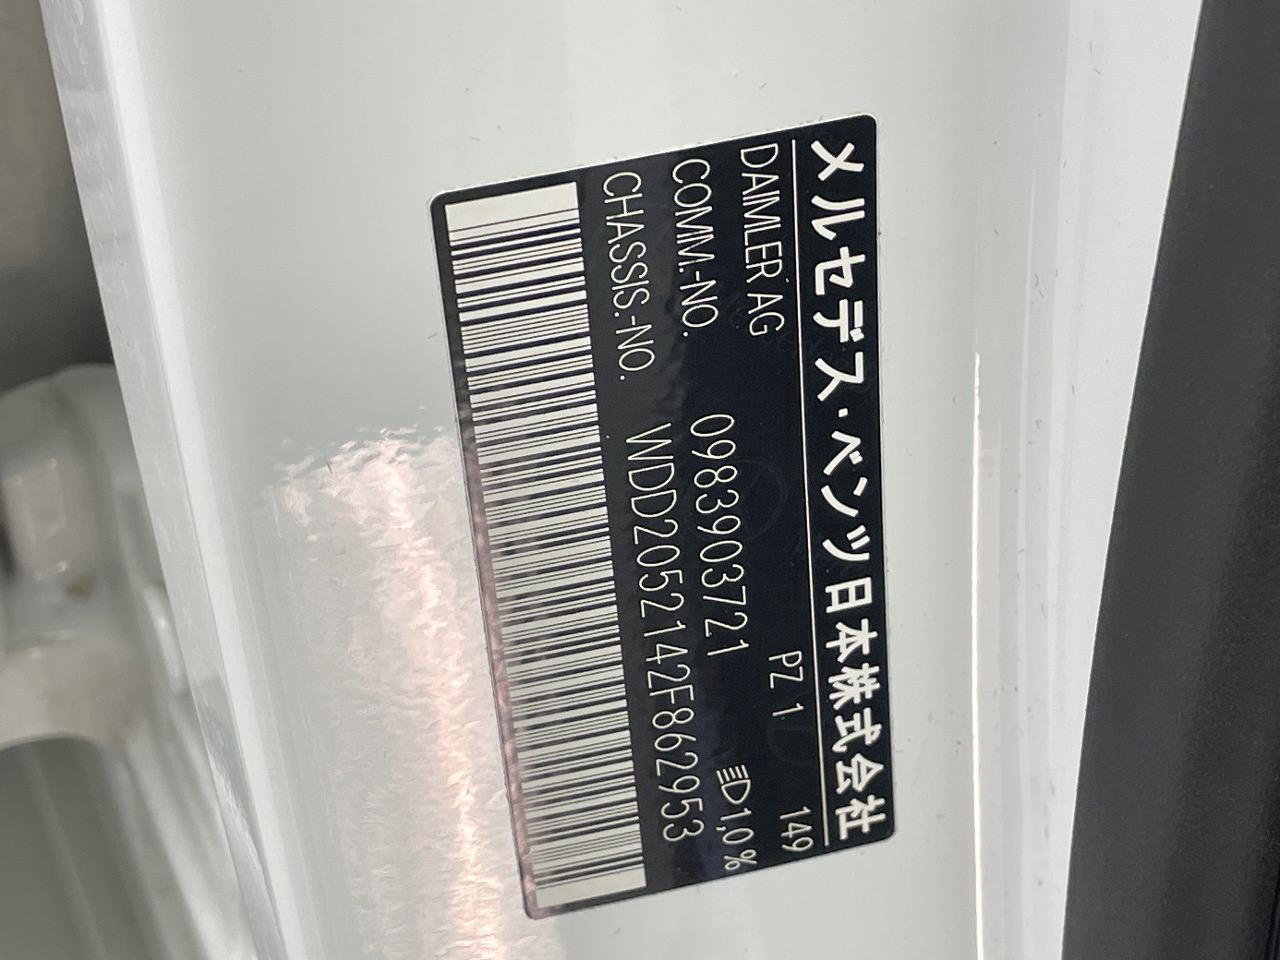 メルセデス・ベンツ日本株式会社
DAIMLER AG PZ 1 149
COMM.-NO. 0983903721 1,0%
CHASSIS.-NO. WDD2052142F862953